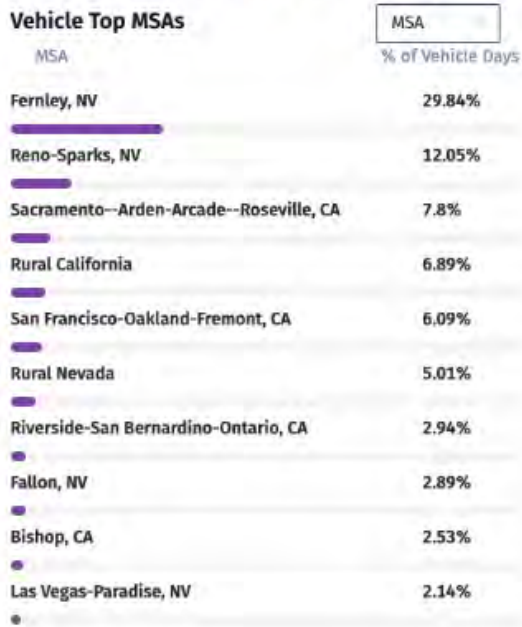 Vehicle Top MSAs
MSA
MSA % of Vehicle Days
Fernley, NV 29.84%
Reno-Sparks, NV 12.05%
Sacramento--Arden-Arcade--Roseville, CA 7.8%
Rural California 6.89%
San Francisco-Oakland-Fremont, CA 6.09%
Rural Nevada 5.01%
Riverside-San Bernardino-Ontario, CA 2.94%
Fallon, NV 2.89%
Bishop, CA 2.53%
Las Vegas-Paradise, NV 2.14%